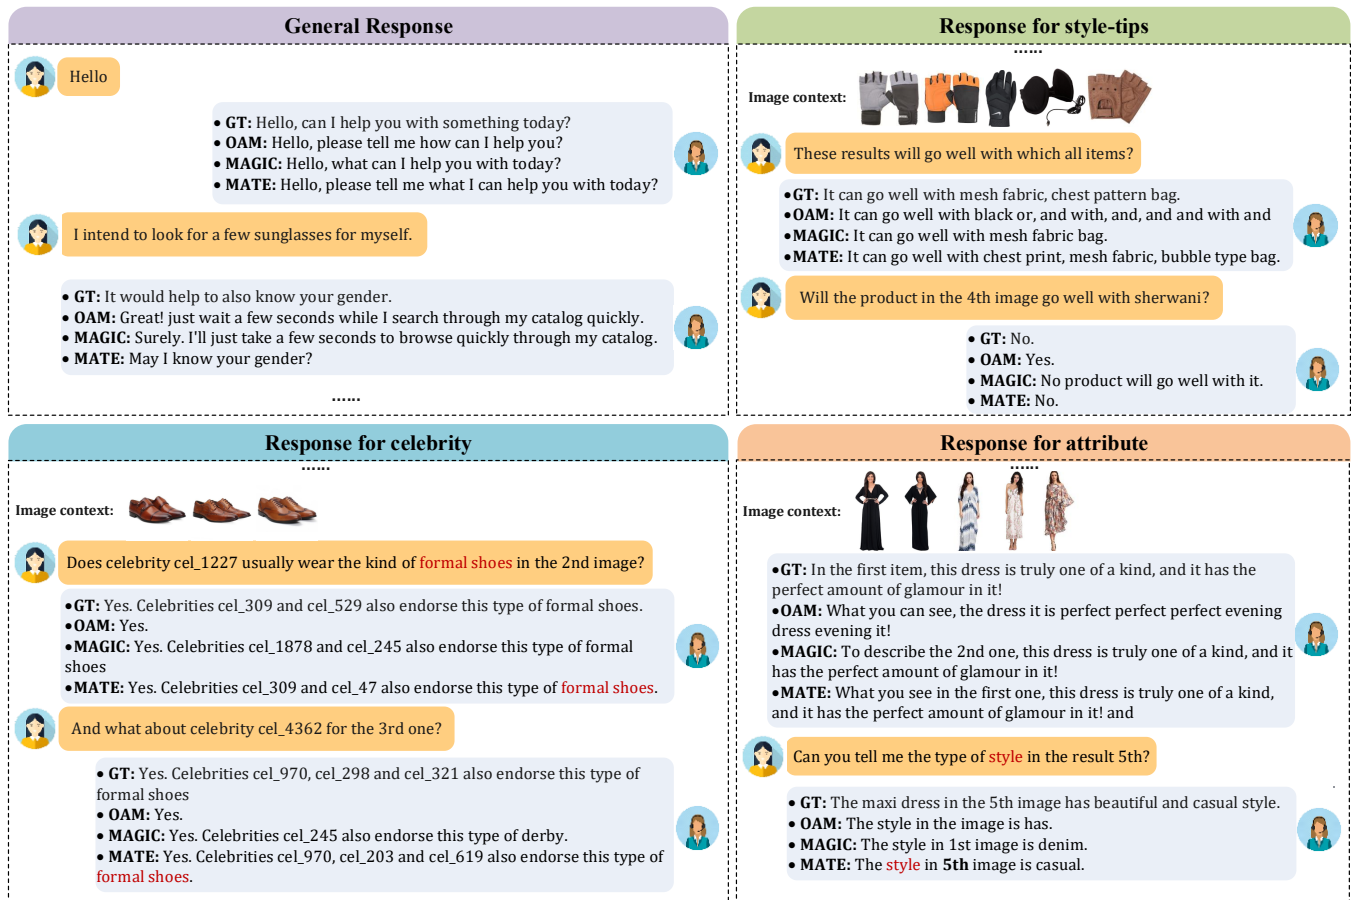 General Response
Hello
• GT: Hello, can I help you with something today?
• OAM: Hello, please tell me how can I help you?
• MAGIC: Hello, what can I help you with today?
• MATE: Hello, please tell me what I can help you with today?
I intend to look for a few sunglasses for myself.
• GT: It would help to also know your gender.
• OAM: Great! just wait a few seconds while I search through my catalog quickly.
• MAGIC: Surely. I'll just take a few seconds to browse quickly through my catalog.
• MATE: May I know your gender?
......
Response for style-tips
......
Image context:
These results will go well with which all items?
•GT: It can go well with mesh fabric, chest pattern bag.
•OAM: It can go well with black or, and with, and, and and with and
•MAGIC: It can go well with mesh fabric bag.
•MATE: It can go well with chest print, mesh fabric, bubble type bag.
Will the product in the 4th image go well with sherwani?
• GT: No.
• OAM: Yes.
• MAGIC: No product will go well with it.
• MATE: No.
Response for celebrity
......
Image context:
Does celebrity cel_1227 usually wear the kind of formal shoes in the 2nd image?
•GT: Yes. Celebrities cel_309 and cel_529 also endorse this type of formal shoes.
•OAM: Yes.
•MAGIC: Yes. Celebrities cel_1878 and cel_245 also endorse this type of formal
shoes
•MATE: Yes. Celebrities cel_309 and cel_47 also endorse this type of formal shoes.
And what about celebrity cel_4362 for the 3rd one?
• GT: Yes. Celebrities cel_970, cel_298 and cel_321 also endorse this type of
formal shoes
• OAM: Yes.
• MAGIC: Yes. Celebrities cel_245 also endorse this type of derby.
• MATE: Yes. Celebrities cel_970, cel_203 and cel_619 also endorse this type of
formal shoes.
Response for attribute
......
Image context:
•GT: In the first item, this dress is truly one of a kind, and it has the
perfect amount of glamour in it!
•OAM: What you can see, the dress it is perfect perfect perfect evening
dress evening it!
•MAGIC: To describe the 2nd one, this dress is truly one of a kind, and it
has the perfect amount of glamour in it!
•MATE: What you see in the first one, this dress is truly one of a kind,
and it has the perfect amount of glamour in it! and
Can you tell me the type of style in the result 5th?
• GT: The maxi dress in the 5th image has beautiful and casual style.
• OAM: The style in the image is has.
• MAGIC: The style in 1st image is denim.
• MATE: The style in 5th image is casual.